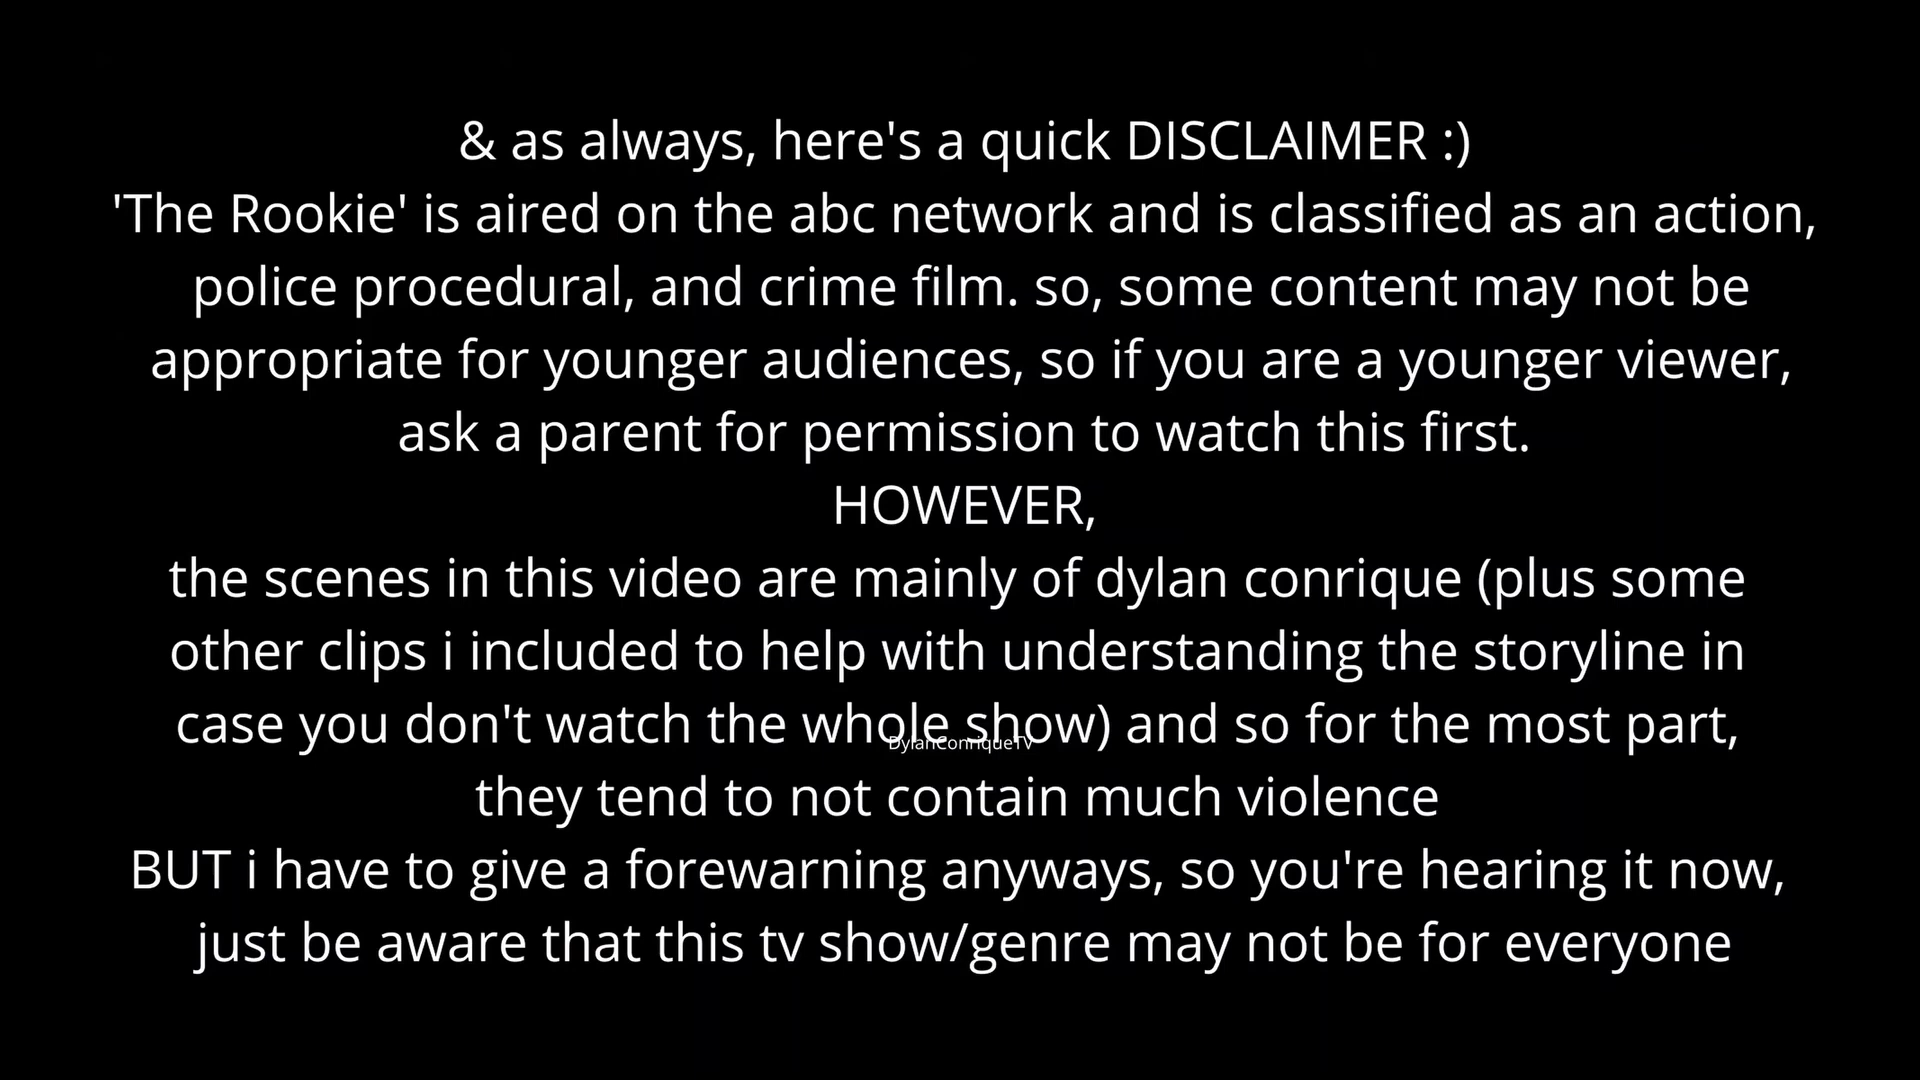 & as always, here's a quick DISCLAIMER :)
'The Rookie' is aired on the abc network and is classified as an action,
police procedural, and crime film. so, some content may not be
appropriate for younger audiences, so if you are a younger viewer,
ask a parent for permission to watch this first.
HOWEVER,
the scenes in this video are mainly of dylan conrique (plus some
other clips i included to help with understanding the storyline in
case you don't watch the whole show) and so for the most part,
DylanConriqueTV
they tend to not contain much violence
BUT i have to give a forewarning anyways, so you're hearing it now,
just be aware that this tv show/genre may not be for everyone